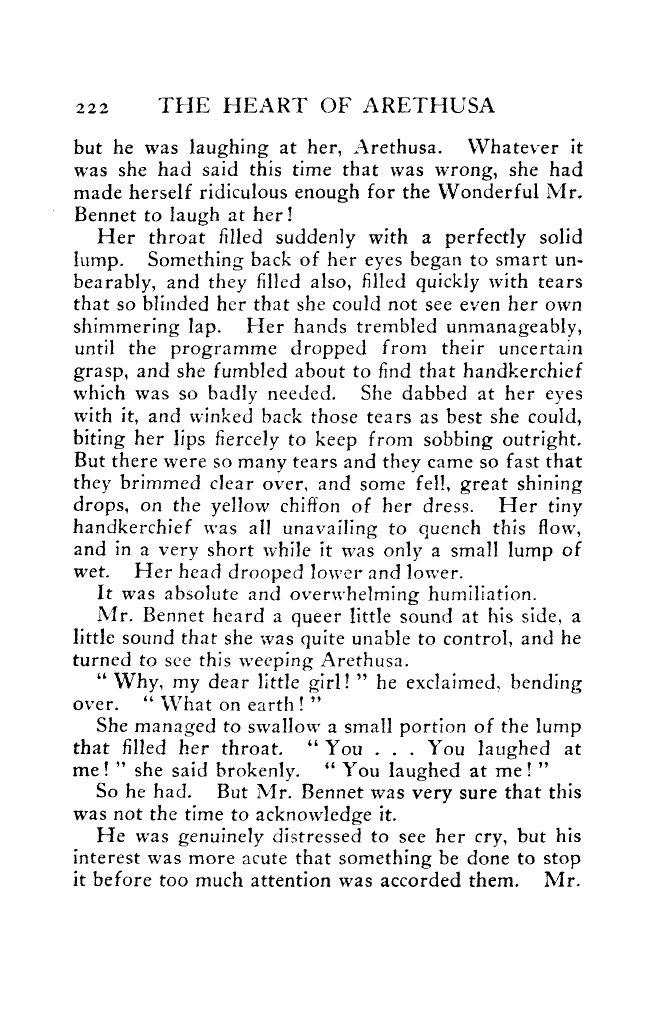 222 THE HEART OF ARETHUSA
but he was laughing at her, Arethusa. Whatever it
was she had said this time that was wrong, she had
made herself ridiculous enough for the Wonderful Mr.
Bennet to laugh at her!
Her throat filled suddenly with a perfectly solid
lump. Something back of her eyes began to smart un-
bearably, and they filled also, filled quickly with tears
that so blinded her that she could not see even her own
shimmering lap. Her hands trembled unmanageably,
until the programme dropped from their uncertain
grasp, and she fumbled about to find that handkerchief
which was so badly needed. She dabbed at her eyes
with it, and winked back those tears as best she could,
biting her lips fiercely to keep from sobbing outright.
But there were so many tears and they came so fast that
they brimmed clear over, and some fell, great shining
drops, on the yellow chiffon of her dress. Her tiny
handkerchief was all unavailing to quench this flow,
and in a very short while it was only a small lump of
wet. Her head drooped lower and lower.
It was absolute and overwhelming humiliation.
Mr. Bennet heard a queer little sound at his side, a
little sound that she was quite unable to control, and he
turned to see this weeping Arethusa.
" Why, my dear little girl! " he exclaimed, bending
over. " What on earth! "
She managed to swallow a small portion of the lump
that filled her throat. " You . . . You laughed at
me! " she said brokenly. " You laughed at me! "
So he had. But Mr. Bennet was very sure that this
was not the time to acknowledge it.
He was genuinely distressed to see her cry, but his
interest was more acute that something be done to stop
it before too much attention was accorded them. Mr.